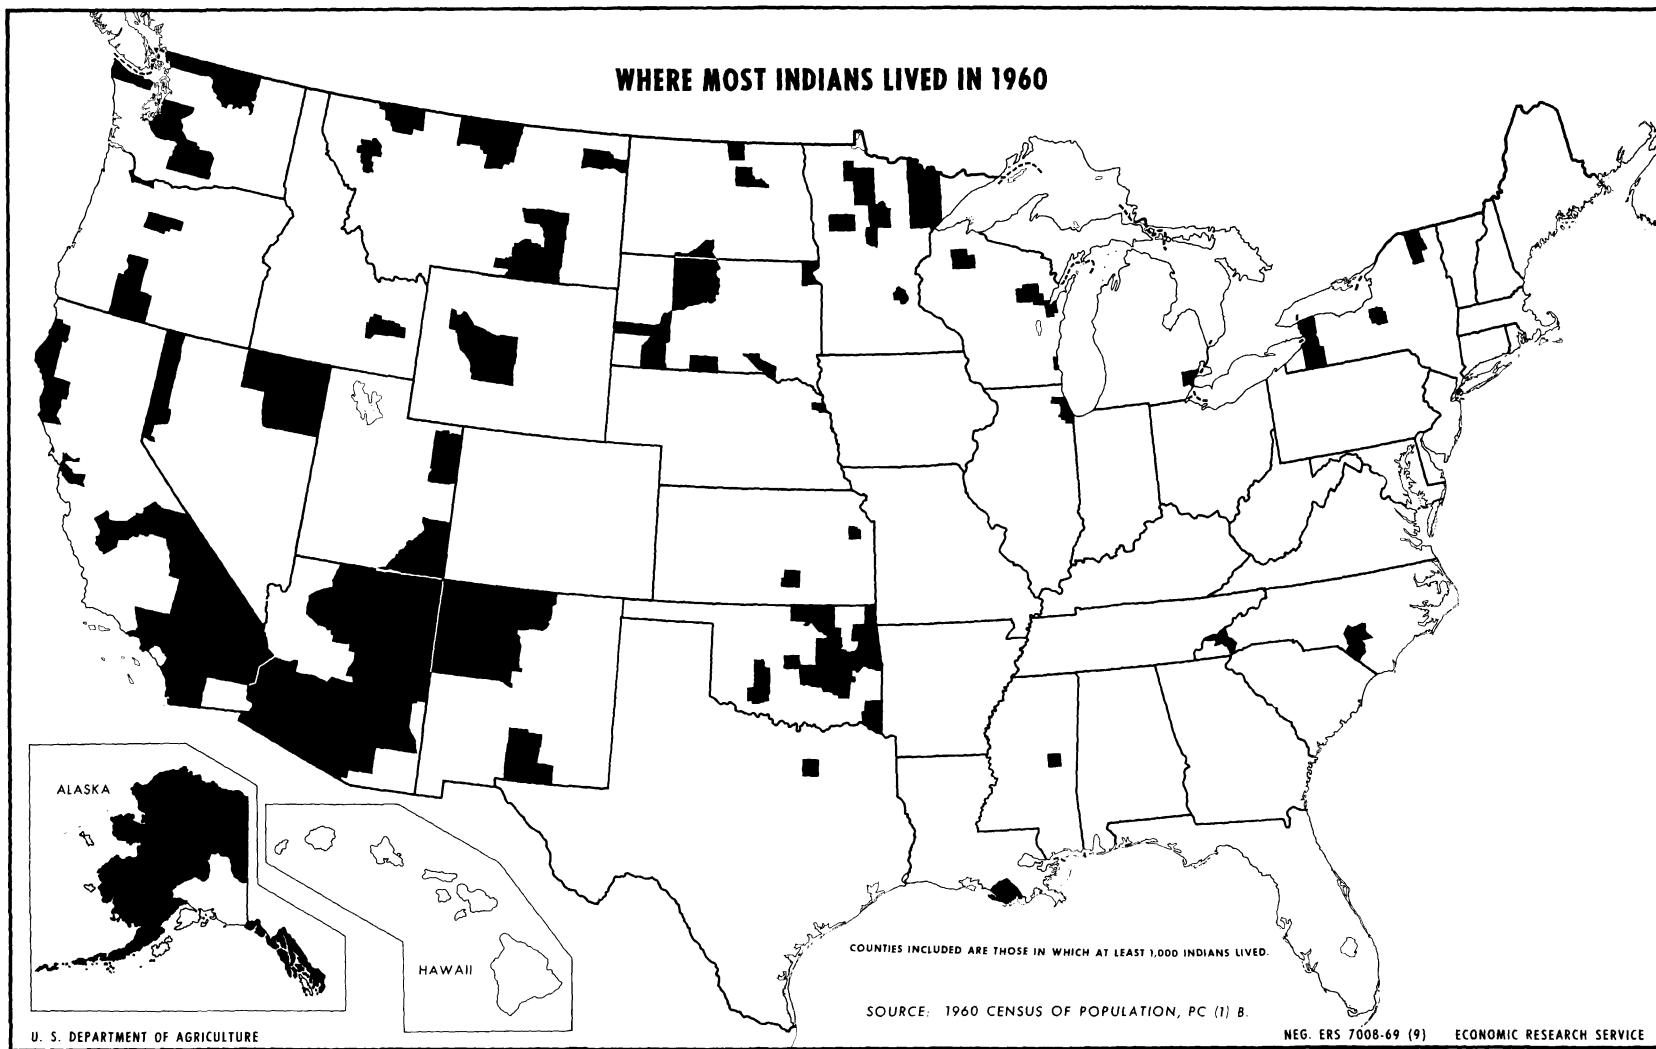 WHERE MOST INDIANS LIVED IN 1960
ALASKA
HAWAII
COUNTIES INCLUDED ARE THOSE IN WHICH AT LEAST 1,000 INDIANS LIVED.
SOURCE: 1960 CENSUS OF POPULATION, PC (1) B.
U. S. DEPARTMENT OF AGRICULTURE
NEG. ERS 7008-69 (9) ECONOMIC RESEARCH SERVICE